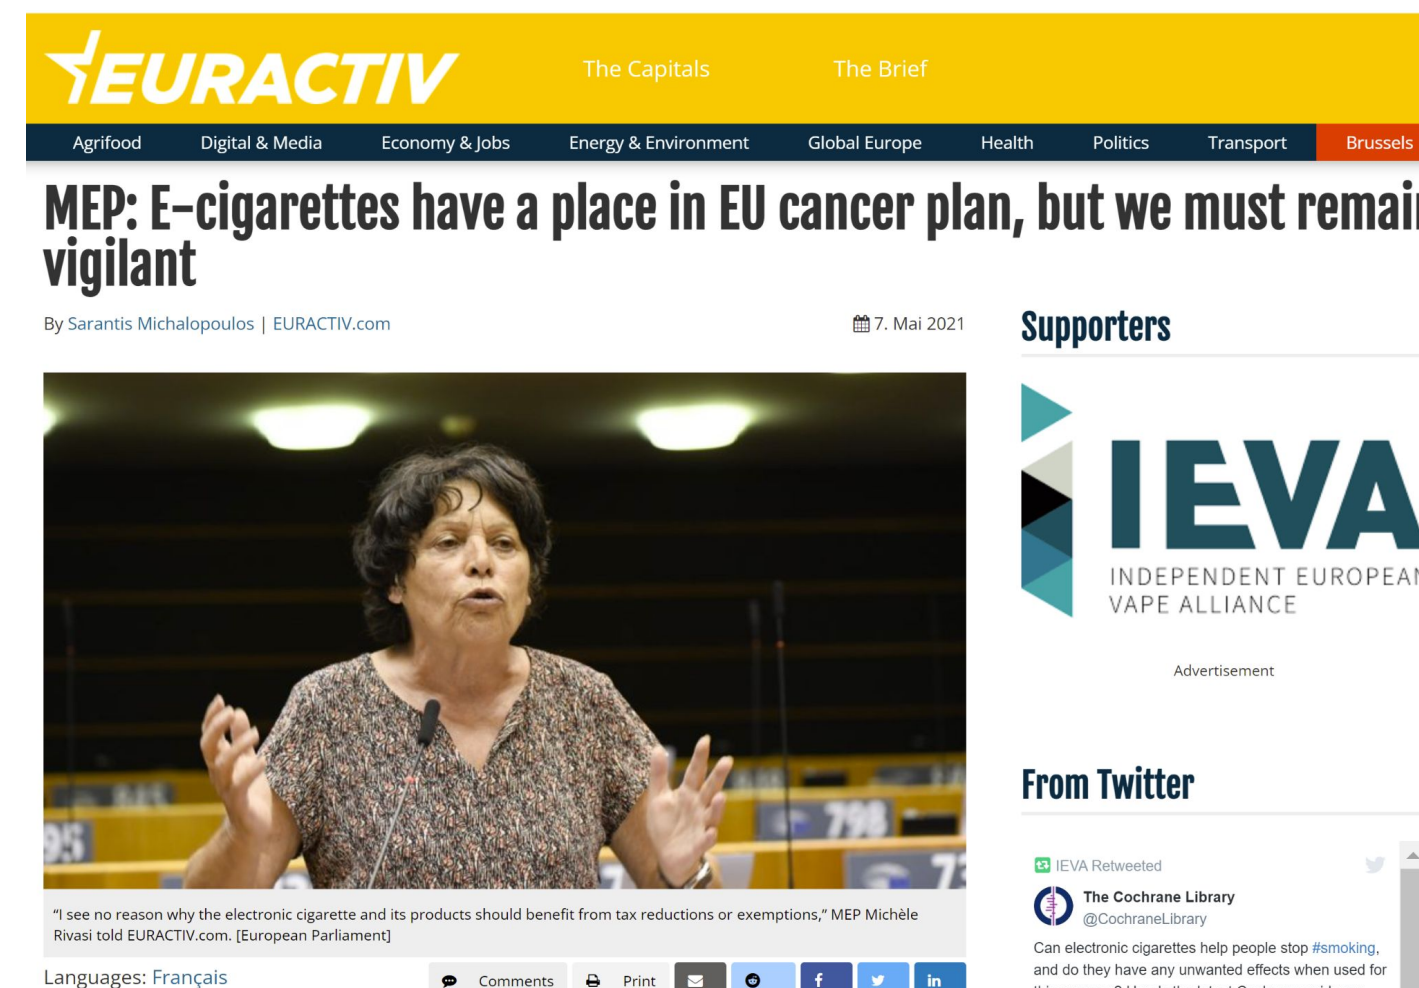 EURACTIV
The Capitals
The Brief
Agrifood
Digital & Media
Economy & Jobs
Energy & Environment
Global Europe
Health
Politics
Transport
Brussels
MEP: E-cigarettes have a place in EU cancer plan, but we must remain
vigilant
By Sarantis Michalopoulos | EURACTIV.com
7. Mai 2021
798
“I see no reason why the electronic cigarette and its products should benefit from tax reductions or exemptions,” MEP Michèle
Rivasi told EURACTIV.com. [European Parliament]
Languages: Français
Comments
Print
Supporters
IEVA
INDEPENDENT EUROPEAN
VAPE ALLIANCE
Advertisement
From Twitter
IEVA Retweeted
The Cochrane Library
@CochraneLibrary
Can electronic cigarettes help people stop #smoking,
and do they have any unwanted effects when used for